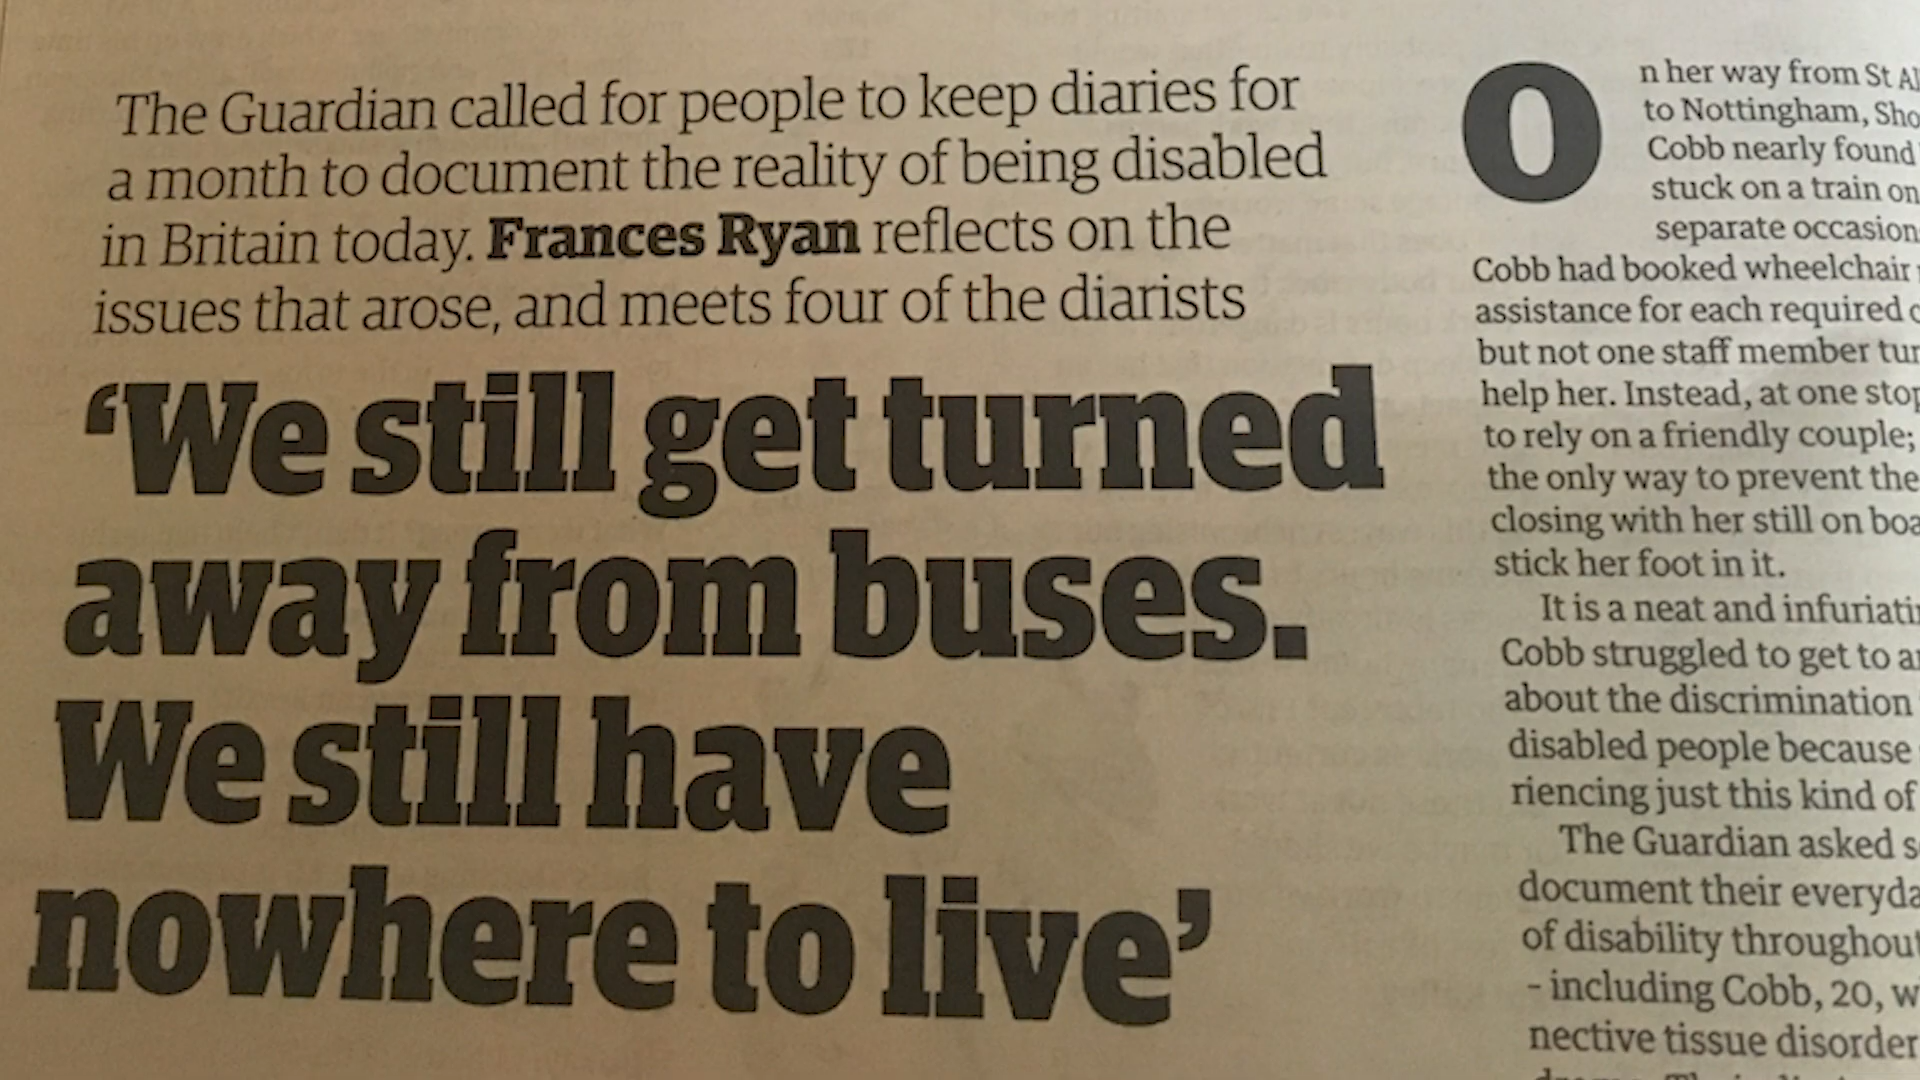 The Guardian called for people to keep diaries for
a month to document the reality of being disabled
in Britain today. Frances Ryan reflects on the
issues that arose, and meets four of the diarists
‘We still get turned
away from buses.
We still have
nowhere to live’
On her way from St
to Nottingham,
Cobb nearly found
stuck on a train on
separate
Cobb had booked wheelchair
assistance for each required
but not one staff member
help her. Instead, at one
to rely on a friendly couple;
the only way to prevent the
closing with her still on
stick her foot in it.
It is a neat and
Cobb struggled to get to
about the discrimination
disabled people because
riencing just this kind of
The Guardian asked
document their
of disability
- including Cobb, 20,
nective tissue disorder